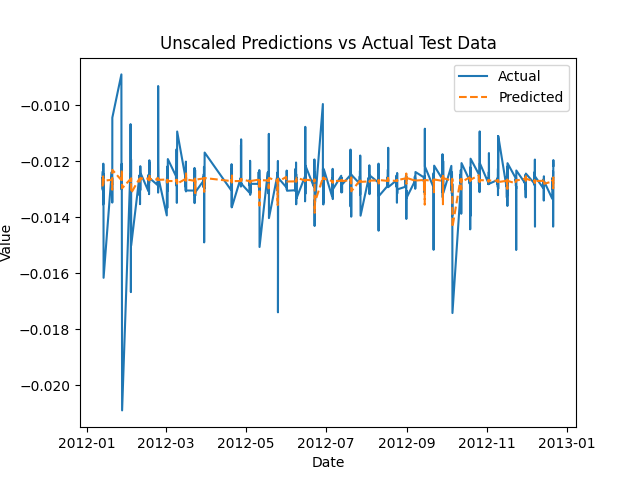 Unscaled Predictions vs Actual Test Data
Actual
Predicted
Value
−0.010
−0.012
−0.014
−0.016
−0.018
−0.020
2012-01 2012-03 2012-05 2012-07 2012-09 2012-11 2013-01
Date